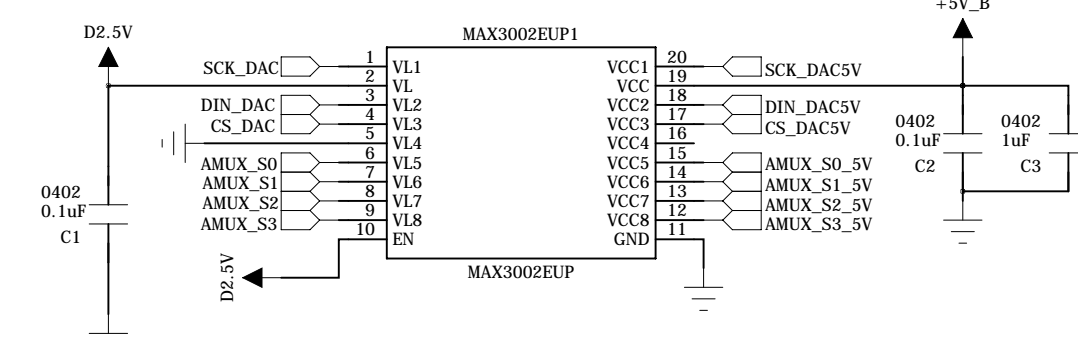 +5V_B
D2.5V
MAX3002EUP1
SCK_DAC 1 VL1 VCC1 20 SCK_DAC5V
2 VL VCC 19
DIN_DAC 3 VL2 VCC2 18 DIN_DAC5V
CS_DAC 4 VL3 VCC3 17 CS_DAC5V
5 VL4 VCC4 16
AMUX_S0 6 VL5 VCC5 15 AMUX_S0_5V
AMUX_S1 7 VL6 VCC6 14 AMUX_S1_5V
AMUX_S2 8 VL7 VCC7 13 AMUX_S2_5V
AMUX_S3 9 VL8 VCC8 12 AMUX_S3_5V
10 EN GND 11
MAX3002EUP
D2.5V
0402
0.1uF
C1
0402
0.1uF
C2
0402
1uF
C3